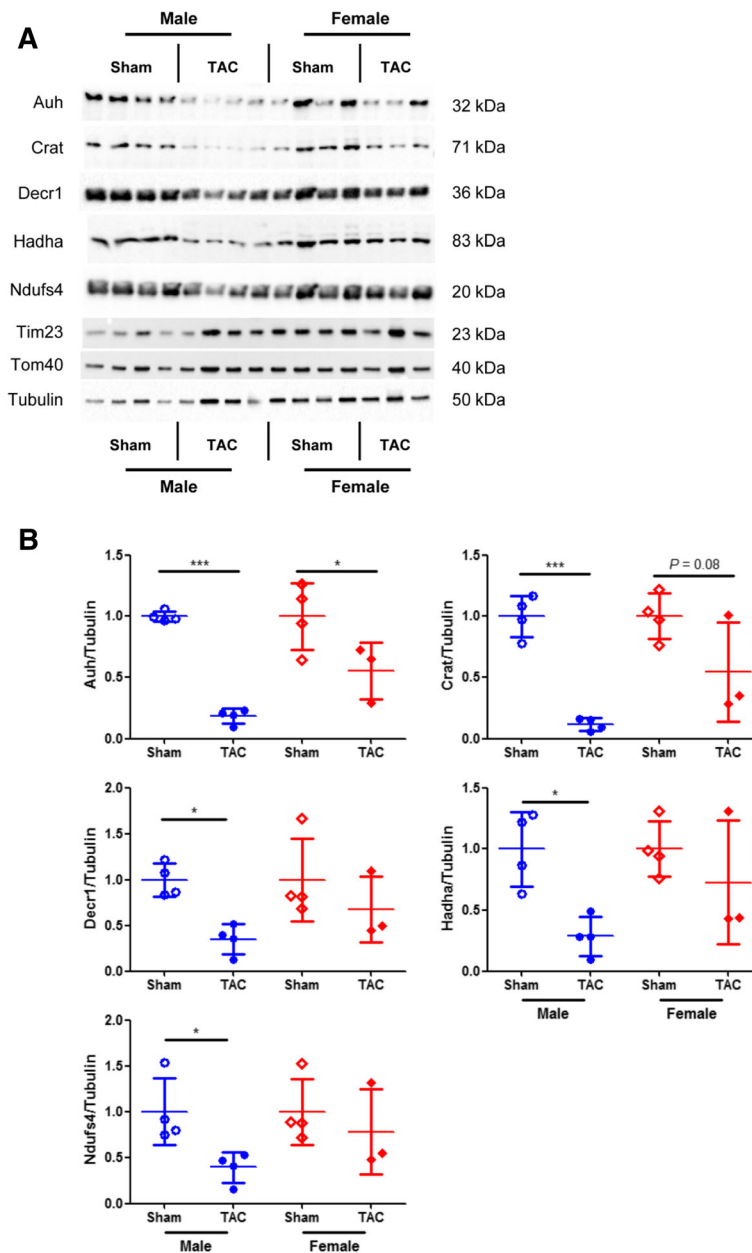 A
Male Female
Sham TAC Sham TAC
Auh 32 kDa
Crat 71 kDa
Decr1 36 kDa
Hadha 83 kDa
Ndufs4 20 kDa
Tim23 23 kDa
Tom40 40 kDa
Tubulin 50 kDa
Sham TAC Sham TAC
Male Female
B
Auh/Tubulin
1.5
1.0
0.5
0.0
*** *
Sham TAC Sham TAC
Crat/Tubulin
1.5
1.0
0.5
0.0
*** P = 0.08
Sham TAC Sham TAC
Decr1/Tubulin
2.0
1.5
1.0
0.5
0.0
*
Sham TAC Sham TAC
Hadha/Tubulin
1.5
1.0
0.5
0.0
*
Sham TAC Sham TAC
Male Female
Ndufs4/Tubulin
2.0
1.5
1.0
0.5
0.0
*
Sham TAC Sham TAC
Male Female